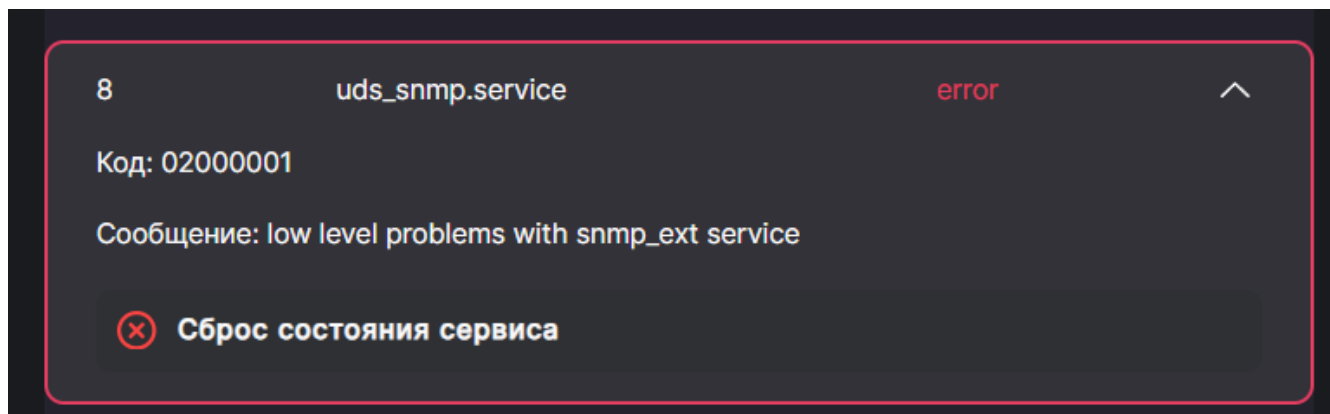 8 uds_snmp.service error
Код: 02000001
Сообщение: low level problems with snmp_ext service
Сброс состояния сервиса